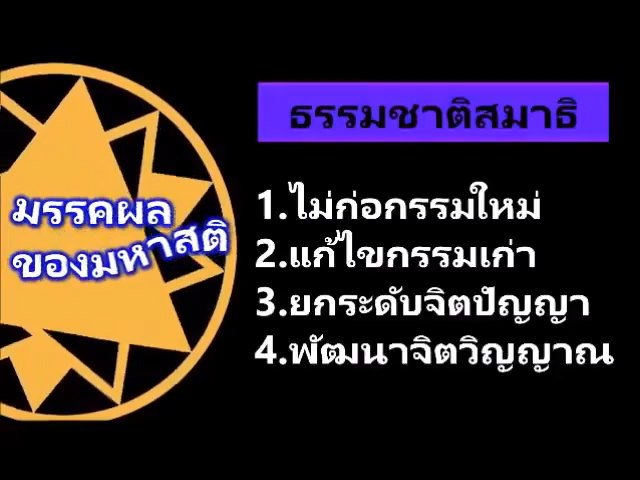 ธรรมชาติสมาธิ
มรรคผล
ของมหาสติ
1.ไม่ก่อกรรมใหม่
2.แก้ไขกรรมเก่า
3.ยกระดับจิตปัญญา
4.พัฒนาจิตวิญญาณ